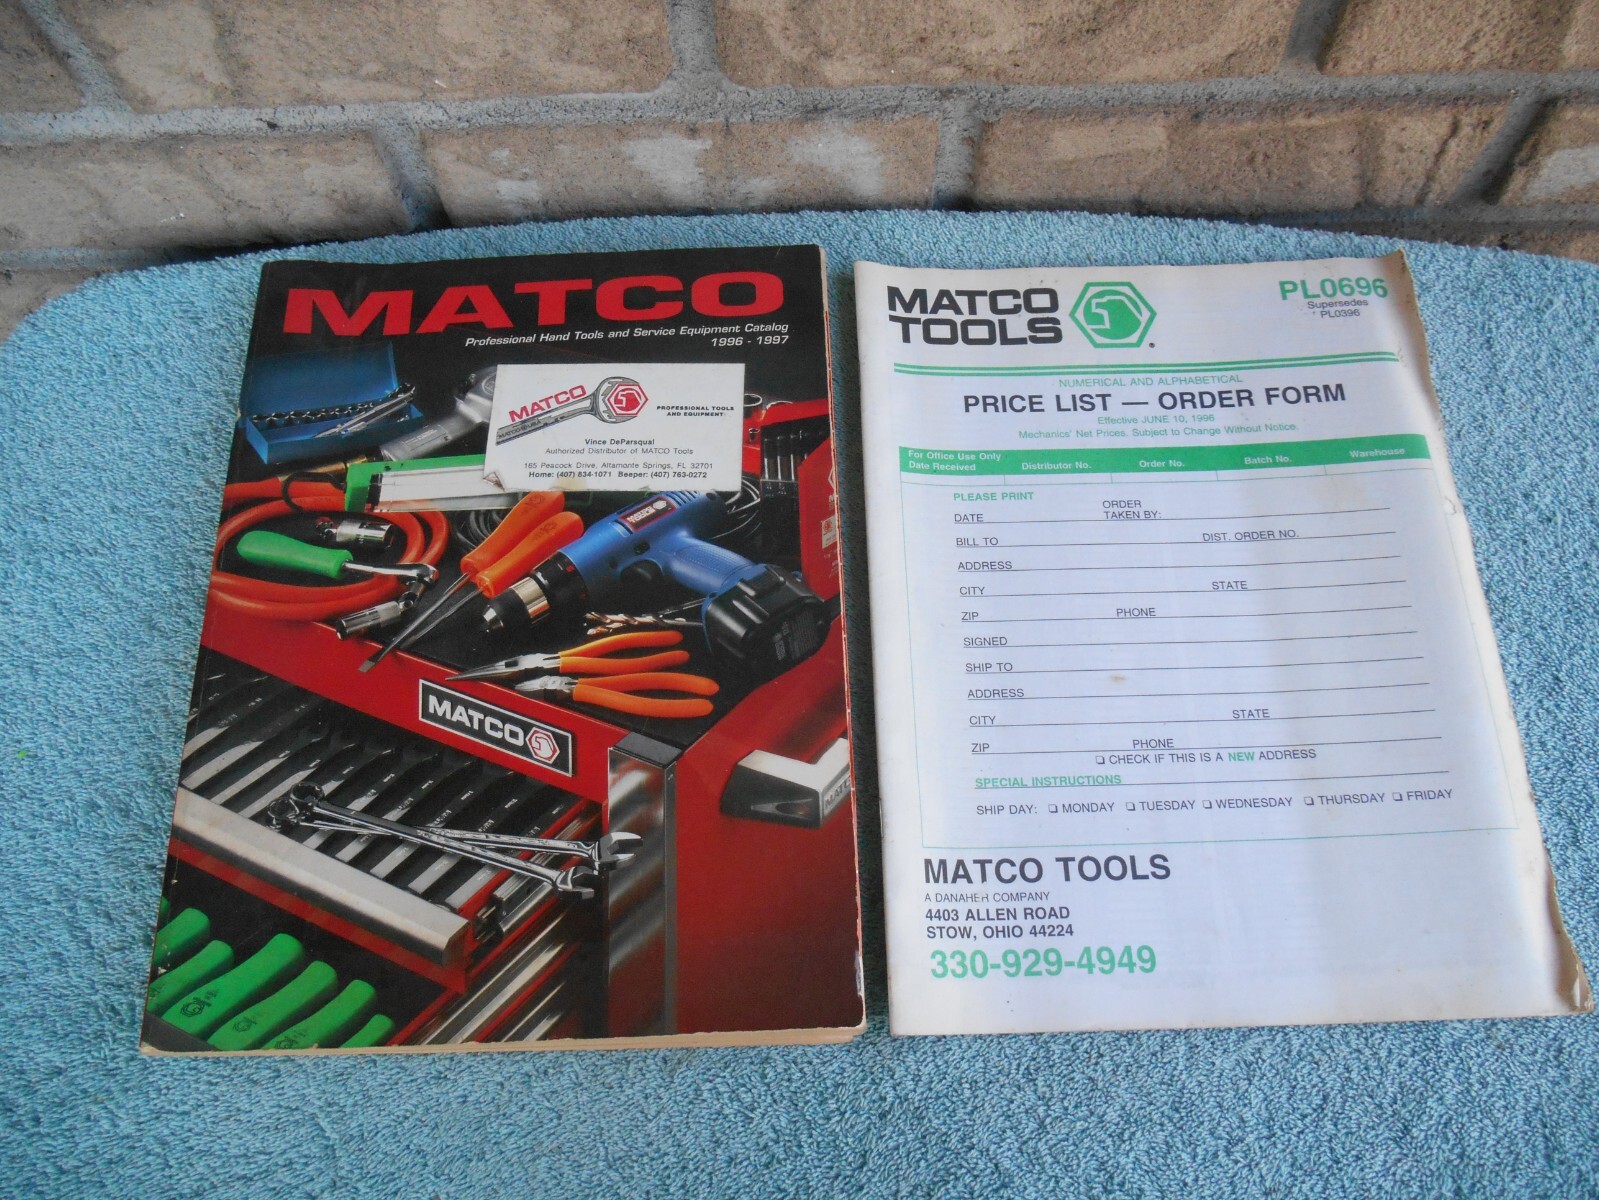 MATCO
Professional Hand Tools and Service Equipment Catalog
1996 - 1997
MATCO
MATCO USA
PROFESSIONAL TOOLS
AND EQUIPMENT
Vince DeParsqual
Authorized Distributor of MATCO Tools
165 Peacock Drive, Altamonte Springs, FL 32701
Home: (407) 834-1071 Beeper: (407) 763-0272
MATCO
MATCO
MATCO
TOOLS
®
PL0696
Supersedes
PL0396
NUMERICAL AND ALPHABETICAL
PRICE LIST — ORDER FORM
Effective JUNE 10, 1996
Mechanics' Net Prices. Subject to Change Without Notice.
For Office Use Only
Date Received Distributor No. Order No. Batch No. Warehouse
PLEASE PRINT
DATE ORDER TAKEN BY:
BILL TO DIST. ORDER NO.
ADDRESS
CITY STATE
ZIP PHONE
SIGNED
SHIP TO
ADDRESS
CITY STATE
ZIP PHONE
❑ CHECK IF THIS IS A NEW ADDRESS
SPECIAL INSTRUCTIONS
SHIP DAY: ❑ MONDAY ❑ TUESDAY ❑ WEDNESDAY ❑ THURSDAY ❑ FRIDAY
MATCO TOOLS
A DANAHER COMPANY
4403 ALLEN ROAD
STOW, OHIO 44224
330-929-4949